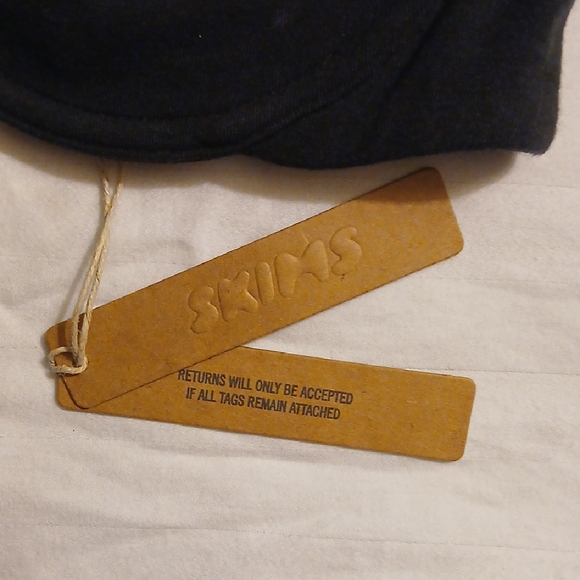 SKIMS
RETURNS WILL ONLY BE ACCEPTED
IF ALL TAGS REMAIN ATTACHED